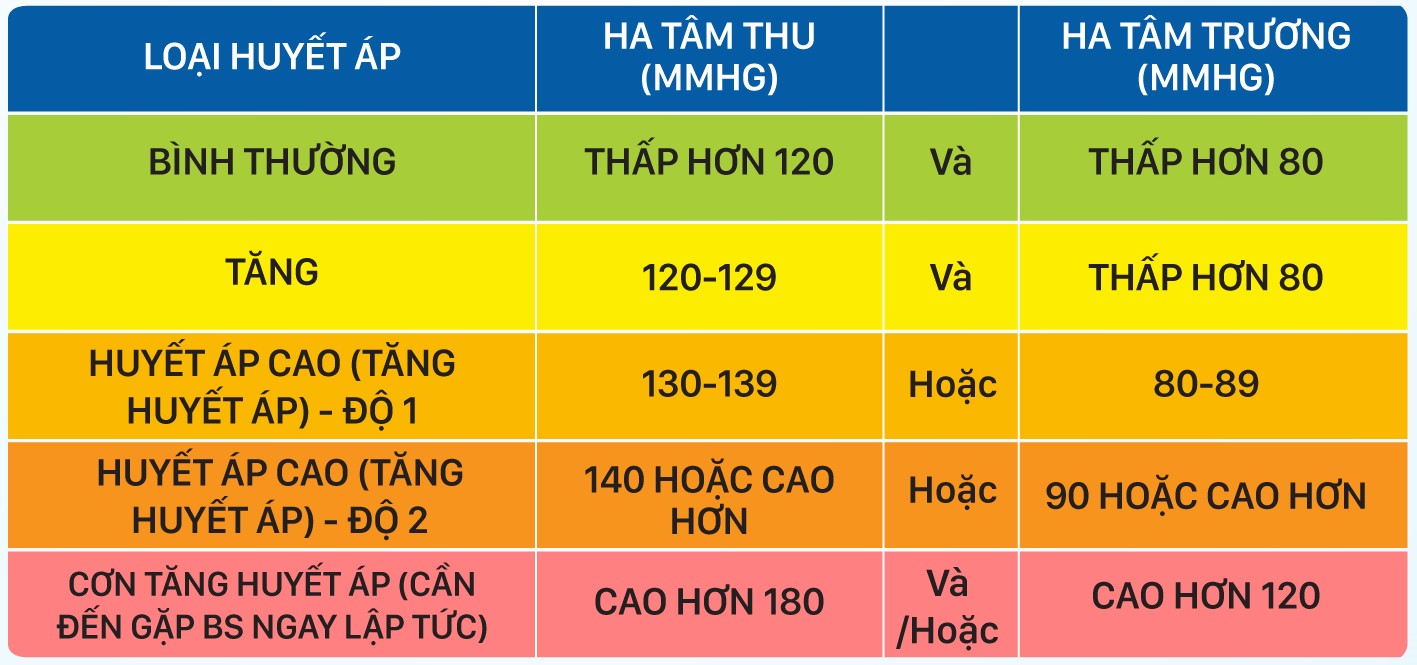 LOẠI HUYẾT ÁP
HA TÂM THU
(MMHG)
HA TÂM TRƯƠNG
(MMHG)
BÌNH THƯỜNG
THẤP HƠN 120
Và
THẤP HƠN 80
TĂNG
120-129
Và
THẤP HƠN 80
HUYẾT ÁP CAO (TĂNG
HUYẾT ÁP) - ĐỘ 1
130-139
Hoặc
80-89
HUYẾT ÁP CAO (TĂNG
HUYẾT ÁP) - ĐỘ 2
140 HOẶC CAO
HƠN
Hoặc
90 HOẶC CAO HƠN
CƠN TĂNG HUYẾT ÁP (CẦN
ĐẾN GẶP BS NGAY LẬP TỨC)
CAO HƠN 180
Và
/Hoặc
CAO HƠN 120